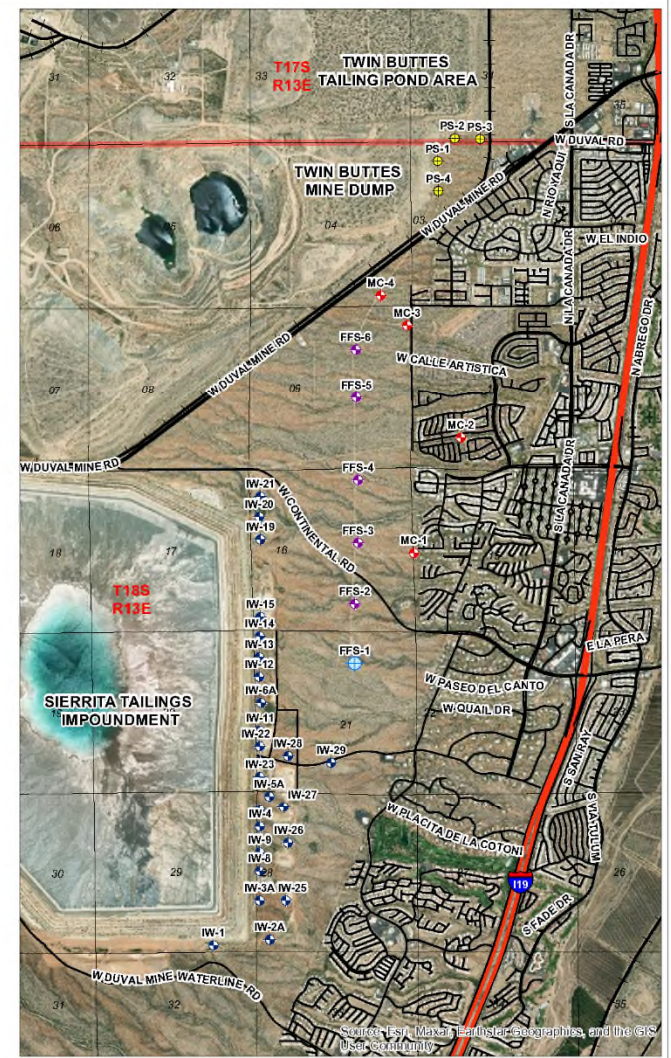 31
32
33
T17S
R13E
TWIN BUTTES
TAILING POND AREA
S LA CANADA DR
35
PS-2
PS-3
W DUVAL RD
PS-1
TWIN BUTTES
MINE DUMP
PS-4
N RIO YAQUI
W DUVAL MINE RD
04
03
W EL INDIO
N LA CANADA DR
MC-4
MC-3
N ABREGO DR
FFS-6
W CALLE ARTISTICA
W DUVAL MINE RD
07
08
09
FFS-5
MC-2
W DUVAL MINE RD
FFS-4
S LA CANADA DR
IW-21
W CONTINENTAL RD
IW-20
IW-19
FFS-3
18
17
16
MC-1
T18S
R13E
FFS-2
IW-15
IW-14
IW-13
E LA PERA
IW-12
FFS-1
W PASEO DEL CANTO
IW-6A
SIERRITA TAILINGS
IMPOUNDMENT
W QUAIL DR
21
IW-11
IW-22
IW-28
IW-29
S SAN RAY
IW-23
IW-5A
IW-27
IW-4
W PLACITA DE LA COTONI
S VIA TULUM
IW-26
IW-9
IW-8
30
29
28
26
I19
IW-3A
IW-25
S FADE DR
IW-1
IW-2A
W DUVAL MINE WATERLINE RD
31
32
35
Source: Esri, Maxar, Earthstar Geographics, and the GIS
User Community